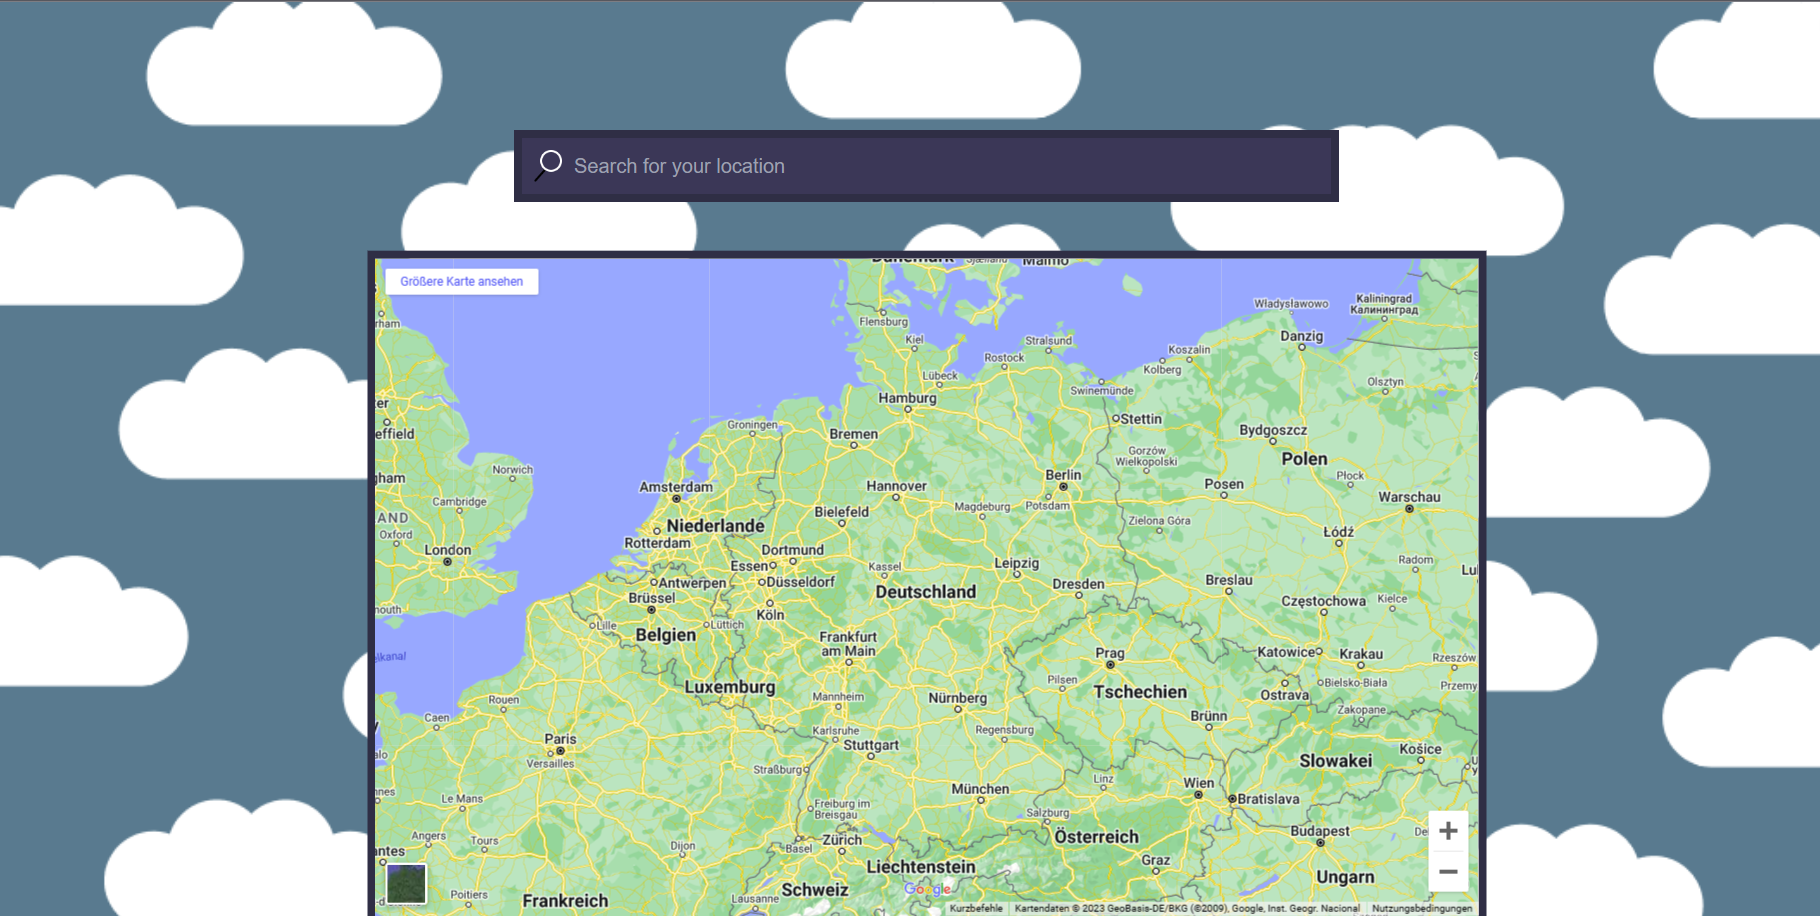 Search for your location
Größere Karte ansehen
Malmö
Flensburg
Kiel
Stralsund
Rostock
Lübeck
Hamburg
Swinemünde
Koszalin
Kolberg
Władysławowo
Kaliningrad
Калининград
Danzig
Olsztyn
Stettin
Groningen
Bremen
Bydgoszcz
Gorzów
Wielkopolski
Polen
Płock
Norwich
Amsterdam
Hannover
Berlin
Posen
Warschau
Cambridge
Magdeburg
Potsdam
Bielefeld
Niederlande
Zielona Góra
Oxford
Rotterdam
Łódź
London
Dortmund
Essen
Kassel
Leipzig
Radom
Antwerpen
Düsseldorf
Dresden
Breslau
Brüssel
Deutschland
Częstochowa
Kielce
Köln
Lille
Lüttich
Belgien
Frankfurt
am Main
Prag
Katowice
Krakau
Rzeszów
Pilsen
Bielsko-Biała
Luxemburg
Mannheim
Nürnberg
Tschechien
Ostrava
Rouen
Zakopane
Caen
Karlsruhe
Regensburg
Brünn
Paris
Stuttgart
Košice
Versailles
Straßburg
Slowakei
Linz
Wien
München
Le Mans
Bratislava
Freiburg im
Breisgau
Salzburg
Angers
Tours
Dijon
Basel
Zürich
Österreich
Budapest
Liechtenstein
Graz
Poitiers
Schweiz
Google
Ungarn
Frankreich
Lausanne
Kurzbefehle
Kartendaten © 2023 GeoBasis-DE/BKG (©2009), Google, Inst. Geogr. Nacional
Nutzungsbedingungen